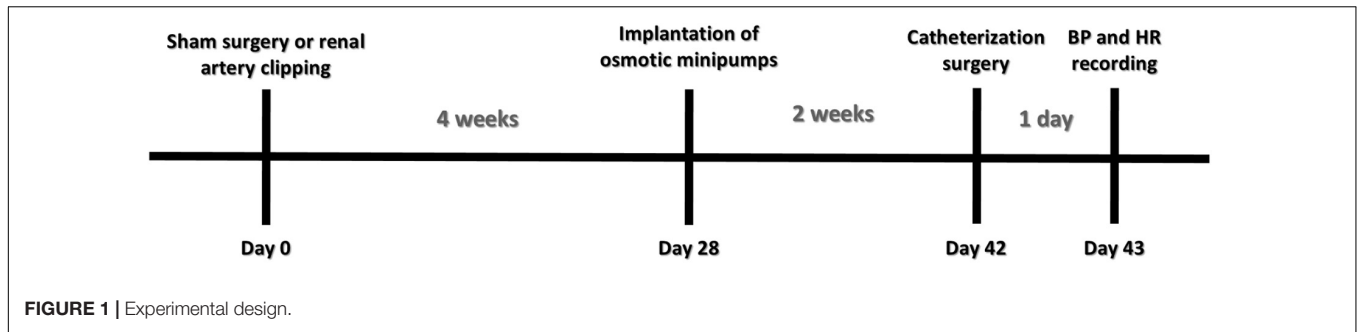 Sham surgery or renal
artery clipping
Implantation of
osmotic minipumps
Catheterization
surgery
BP and HR
recording
4 weeks
2 weeks
1 day
Day 0
Day 28
Day 42
Day 43
FIGURE 1 | Experimental design.